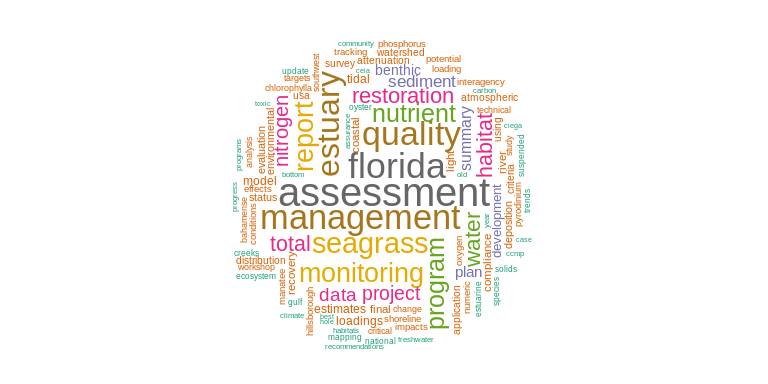 community
phosphorus
tracking
watershed
southwest
survey
attenuation
potential
update
ceia
benthic
loading
targets
tidal
sediment
interagency
chlorophylla
usa
restoration
carbon
atmospheric
toxic
oyster
nutrient
technical
nitrogen
report
estuary
assurance
coastal
quality
summary
habitat
using
ciega
programs
analysis
evaluation
environmental
florida
light
river
study
suspended
bottom
old
model
criteria
progress
effects
status
assessment
development
pyrodinium
trends
bahamense
conditions
management
water
year
deposition
case
creeks
total
seagrass
program
oxygen
compliance
ccmp
distribution
workshop
ecosystem
recovery
monitoring
plan
solids
manatee
gulf
data
project
numeric
estuarine
species
climate
hillsborough
estimates
final
change
application
best
hole
loadings
shoreline
impacts
habitats
critical
mapping
national
freshwater
recommendations